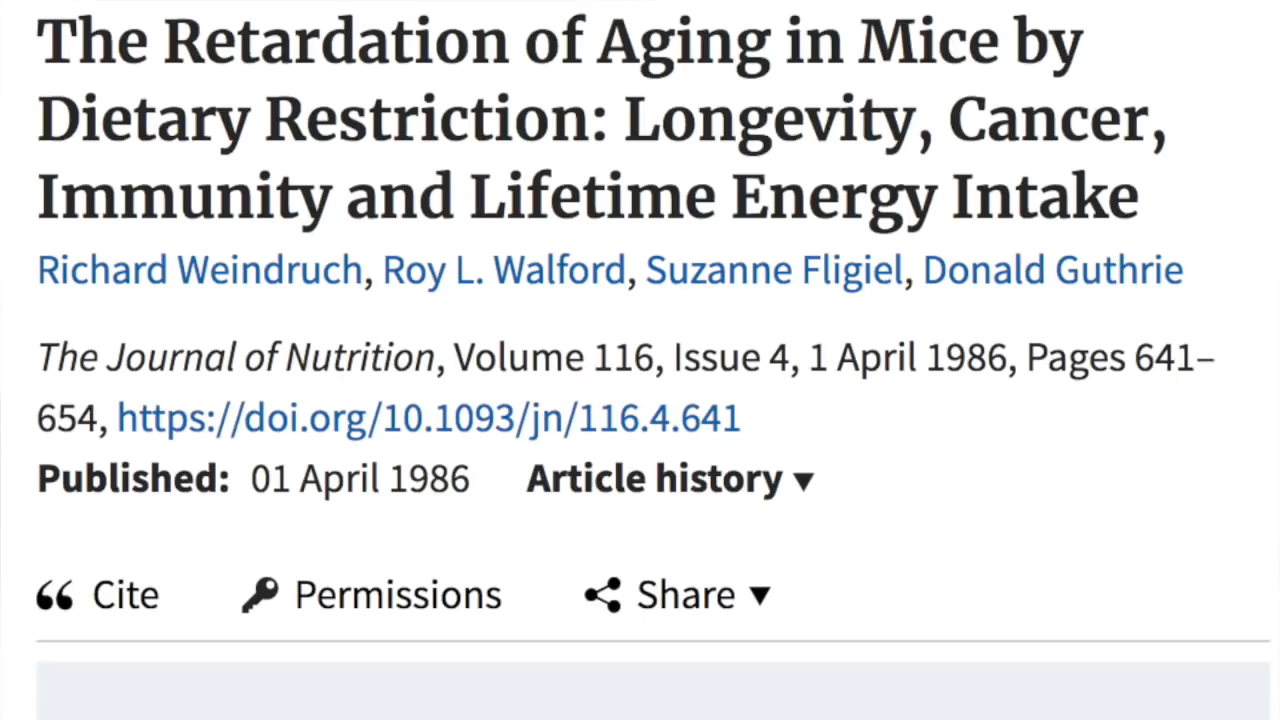 The Retardation of Aging in Mice by
Dietary Restriction: Longevity, Cancer,
Immunity and Lifetime Energy Intake
Richard Weindruch, Roy L. Walford, Suzanne Fligiel, Donald Guthrie
The Journal of Nutrition, Volume 116, Issue 4, 1 April 1986, Pages 641–
654, https://doi.org/10.1093/jn/116.4.641
Published: 01 April 1986 Article history ▼
Cite Permissions Share ▼